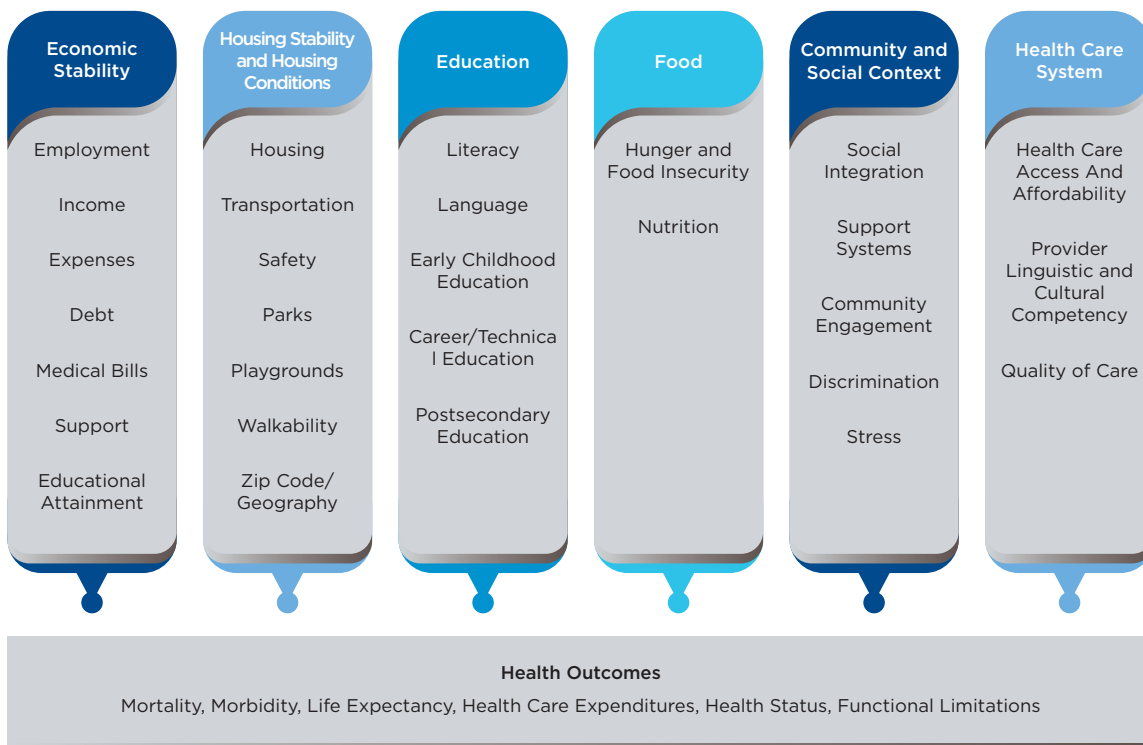 Economic
Stability
Employment
Income
Expenses
Debt
Medical Bills
Support
Educational
Attainment
Housing Stability
and Housing
Conditions
Housing
Transportation
Safety
Parks
Playgrounds
Walkability
Zip Code/
Geography
Education
Literacy
Language
Early Childhood
Education
Career/Technica
l Education
Postsecondary
Education
Food
Hunger and
Food Insecurity
Nutrition
Community and
Social Context
Social
Integration
Support
Systems
Community
Engagement
Discrimination
Stress
Health Care
System
Health Care
Access And
Affordability
Provider
Linguistic and
Cultural
Competency
Quality of Care
Health Outcomes
Mortality, Morbidity, Life Expectancy, Health Care Expenditures, Health Status, Functional Limitations